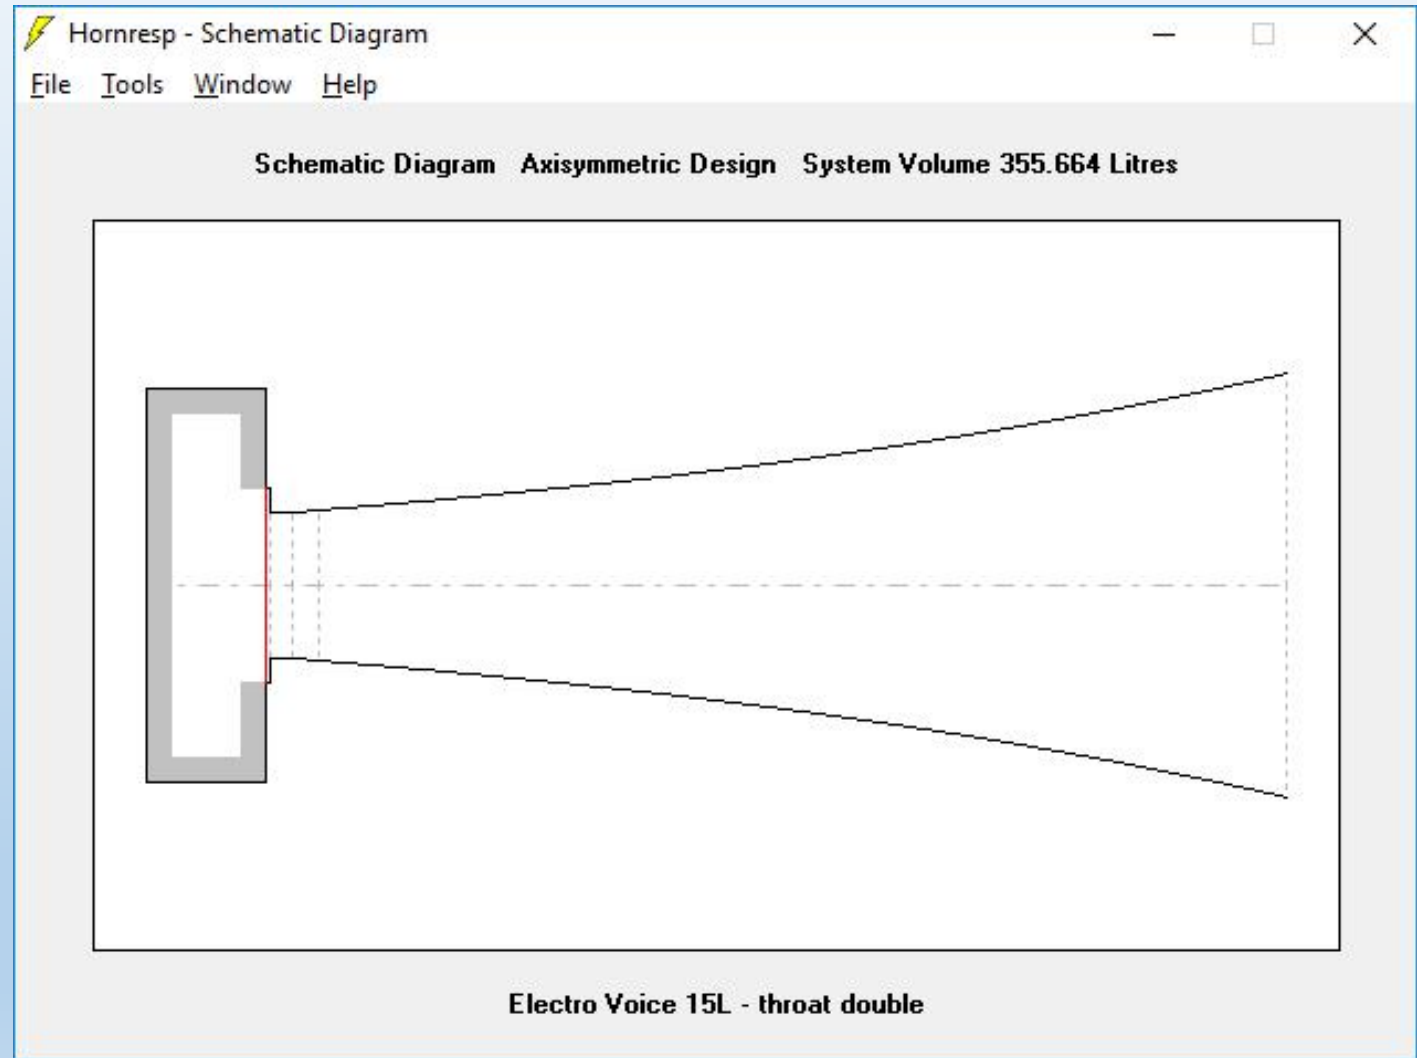 Hornresp - Schematic Diagram
File Tools Window Help
Schematic Diagram Axisymmetric Design System Volume 355.664 Litres
Electro Voice 15L - throat double